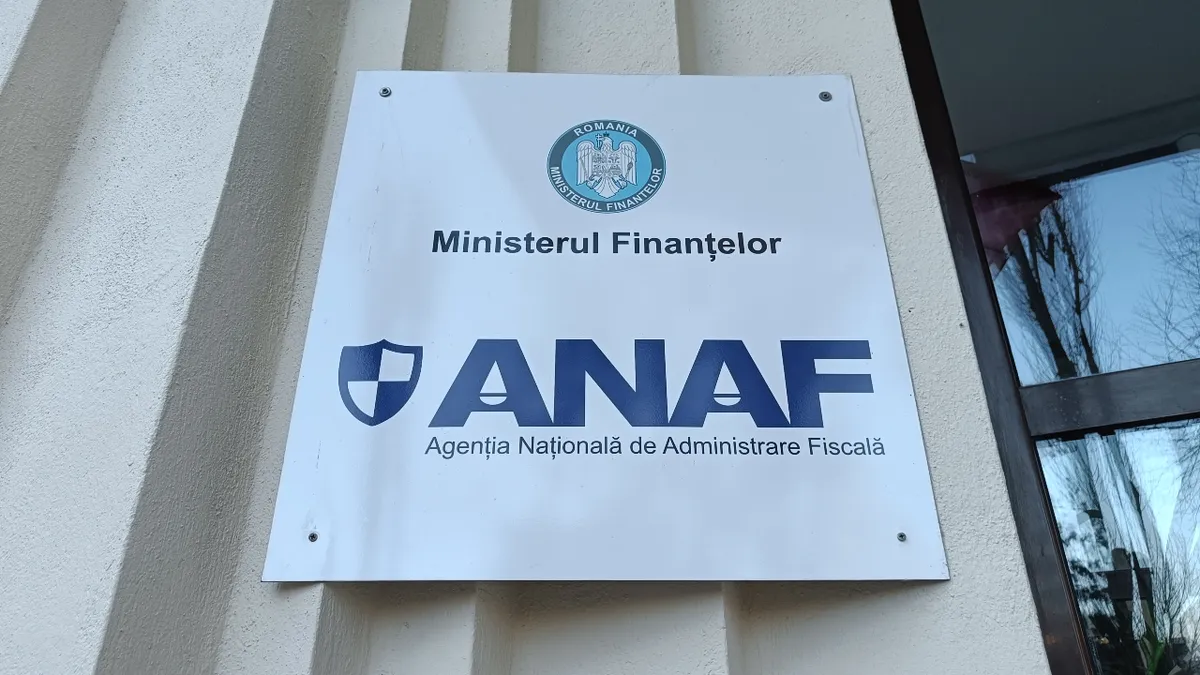 ROMANIA
MINISTERUL FINANȚELOR
Ministerul Finanțelor
ANAF
Agenția Națională de Administrare Fiscală